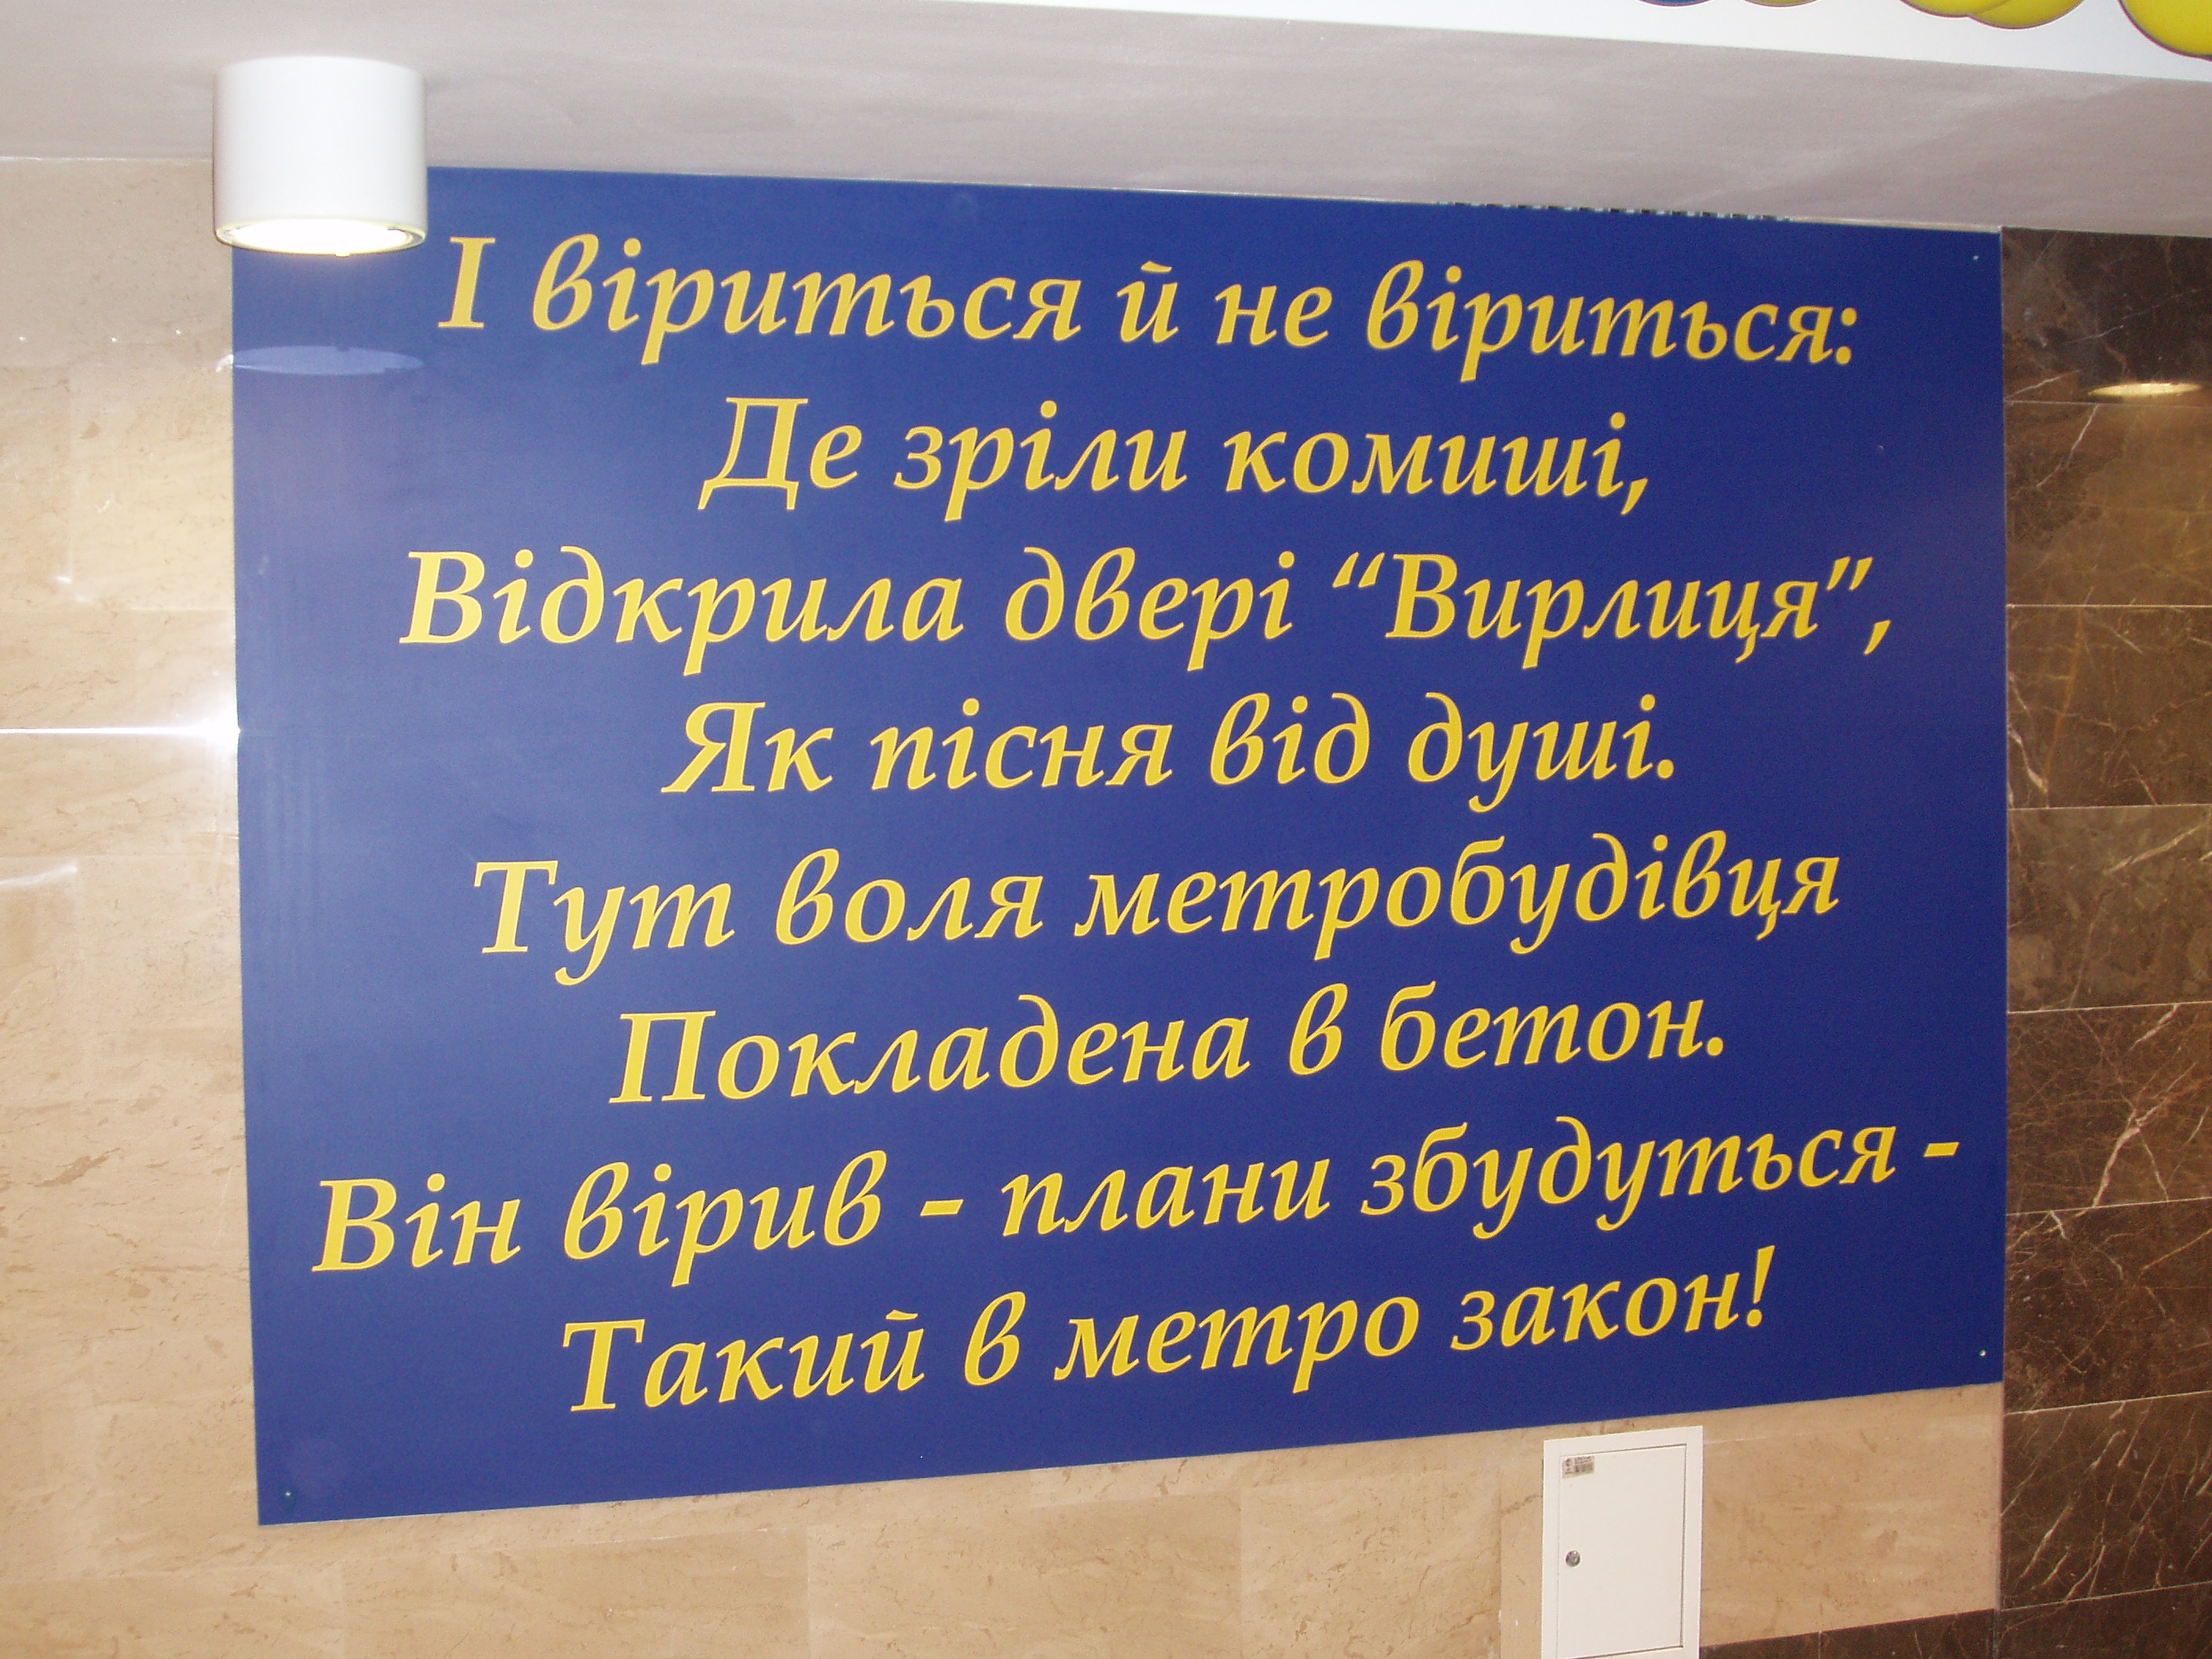 І віриться й не віриться:
Де зріли комиші,
Відкрила двері “Вирлиця”,
Як пісня від душі.
Тут воля метробудівця
Покладена в бетон.
Він вірив - плани збудуться -
Такий в метро закон!